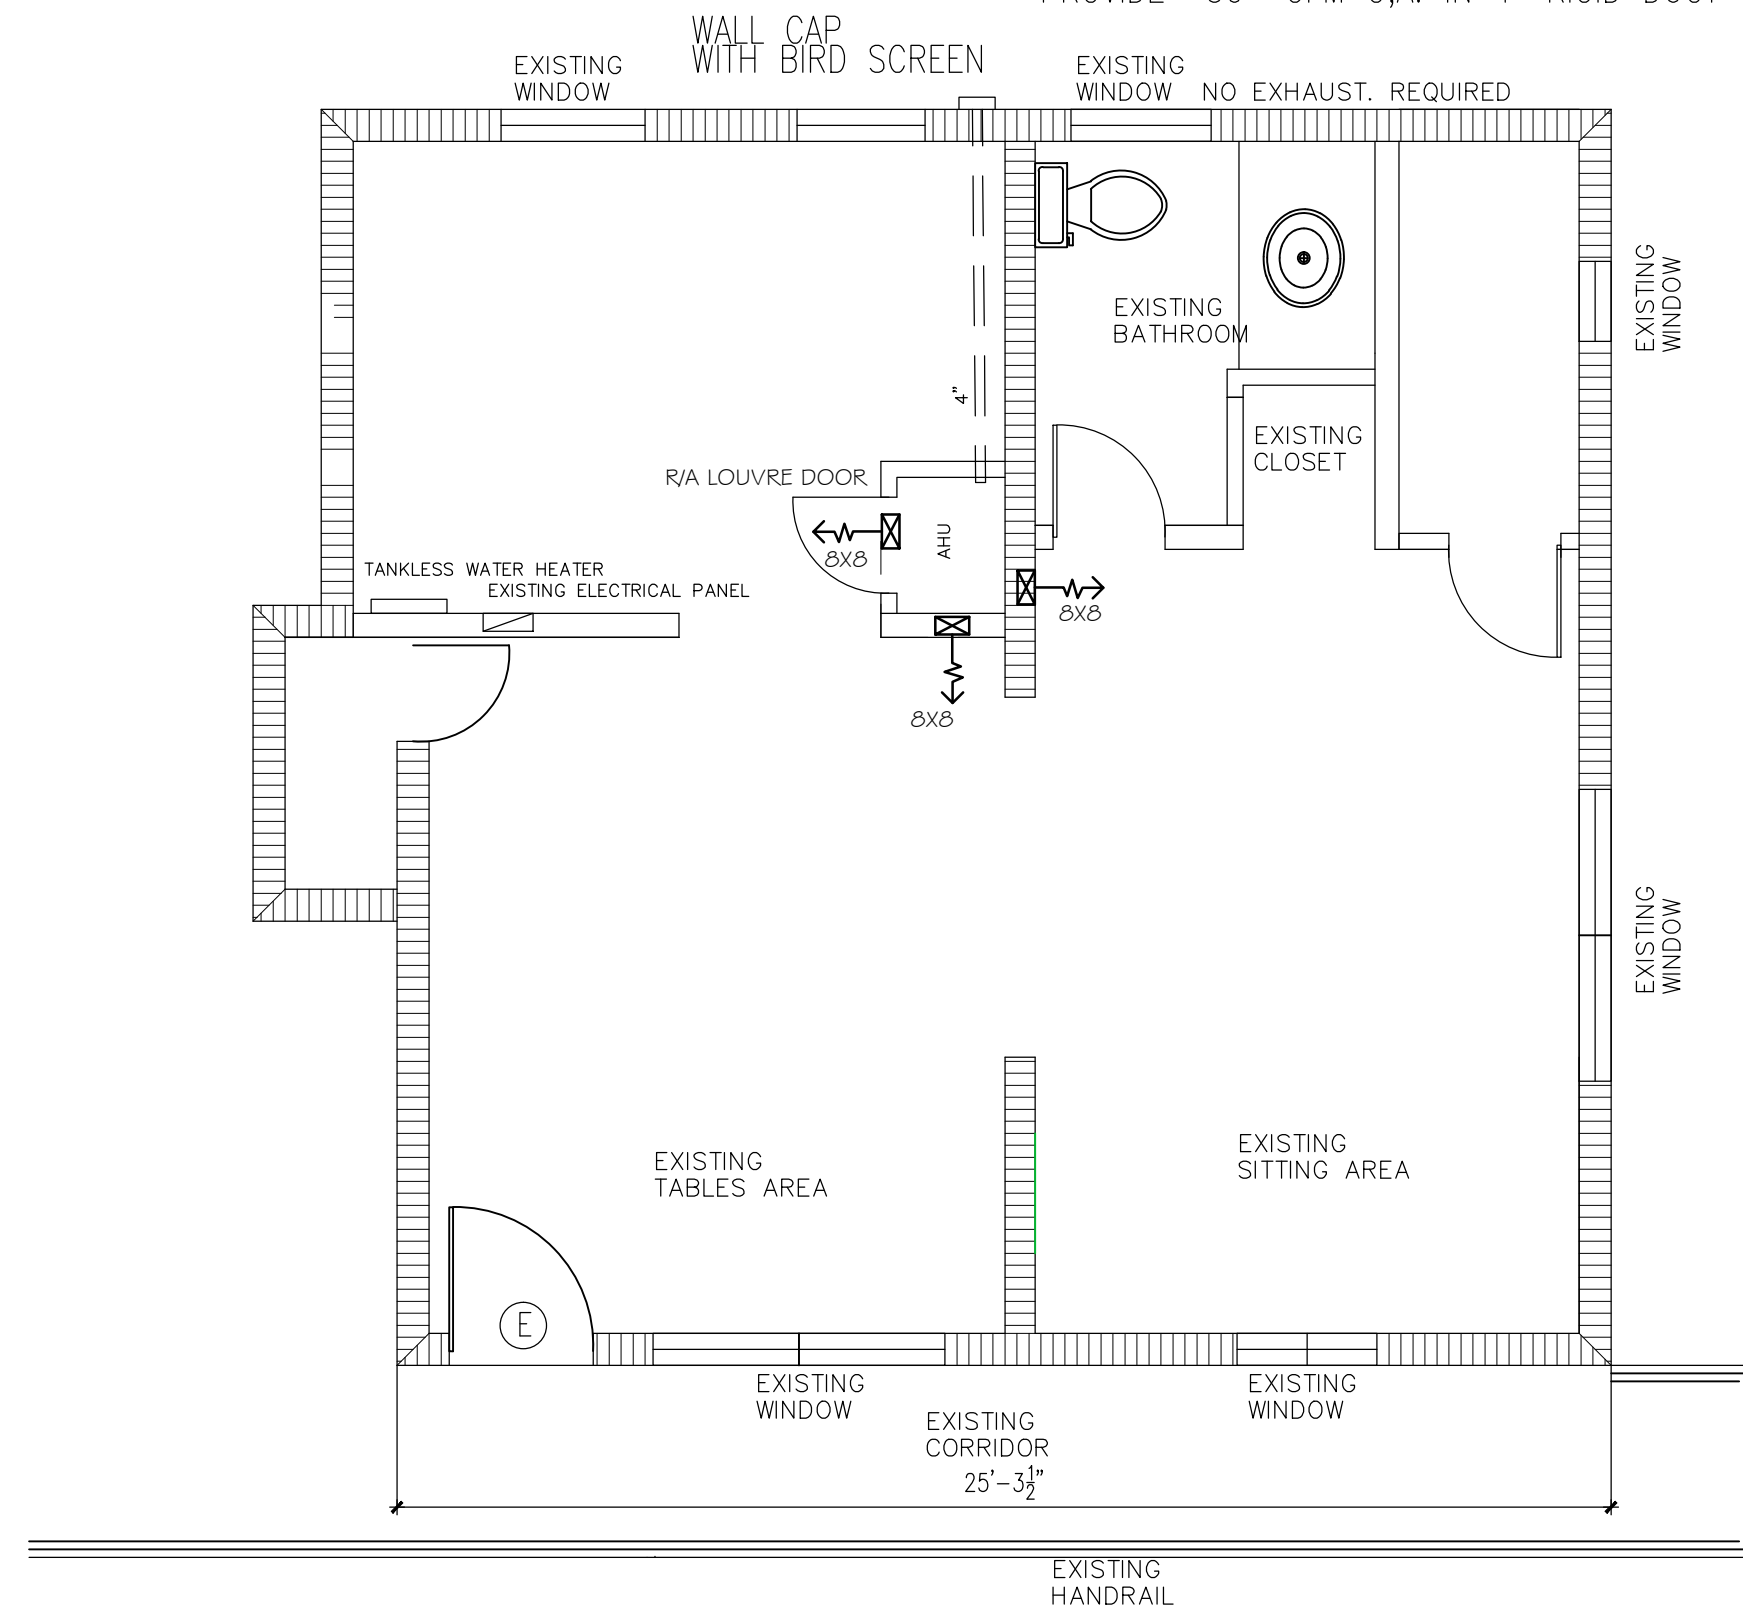 WALL CAP
WITH BIRD SCREEN
EXISTING
WINDOW
EXISTING
WINDOW NO EXHAUST. REQUIRED
EXISTING
WINDOW
EXISTING
BATHROOM
4"
EXISTING
CLOSET
R/A LOUVRE DOOR
AHU
8X8
TANKLESS WATER HEATER
EXISTING ELECTRICAL PANEL
8X8
8X8
EXISTING
WINDOW
EXISTING
TABLES AREA
EXISTING
SITTING AREA
E
EXISTING
WINDOW
EXISTING
WINDOW
EXISTING
CORRIDOR
25'-3½"
EXISTING
HANDRAIL